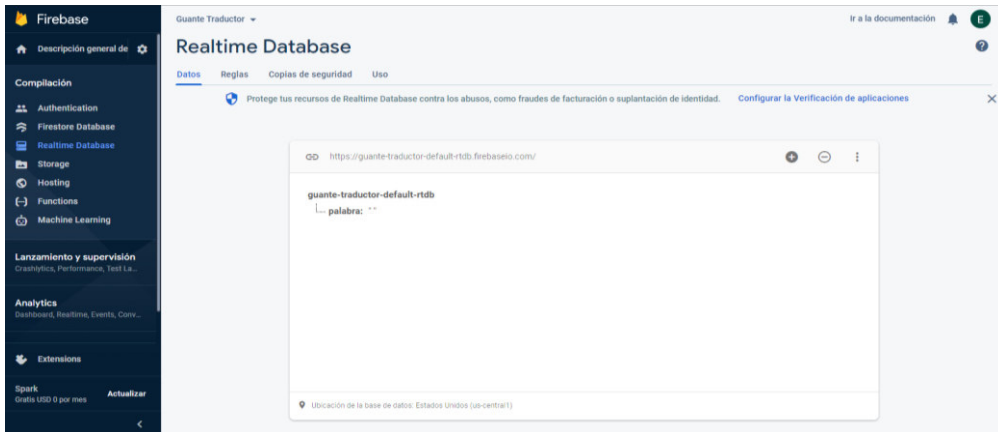 Firebase
Guante Traductor
Ir a la documentación
E
Descripción general de
Realtime Database
Datos
Reglas
Copias de seguridad
Uso
Protege tus recursos de Realtime Database contra los abusos, como fraudes de facturación o suplantación de identidad.
Configurar la Verificación de aplicaciones
Compilación
Authentication
Firestore Database
Realtime Database
Storage
Hosting
Functions
Machine Learning
Lanzamiento y supervisión
Crashlytics, Performance, Test La...
Analytics
Dashboard, Realtime, Events, Conv...
Extensions
Spark
Gratis USD 0 por mes
Actualizar
https://guante-traductor-default-rtdb.firebaseio.com/
guante-traductor-default-rtdb
palabra: " "
Ubicación de la base de datos: Estados Unidos (us-central1)